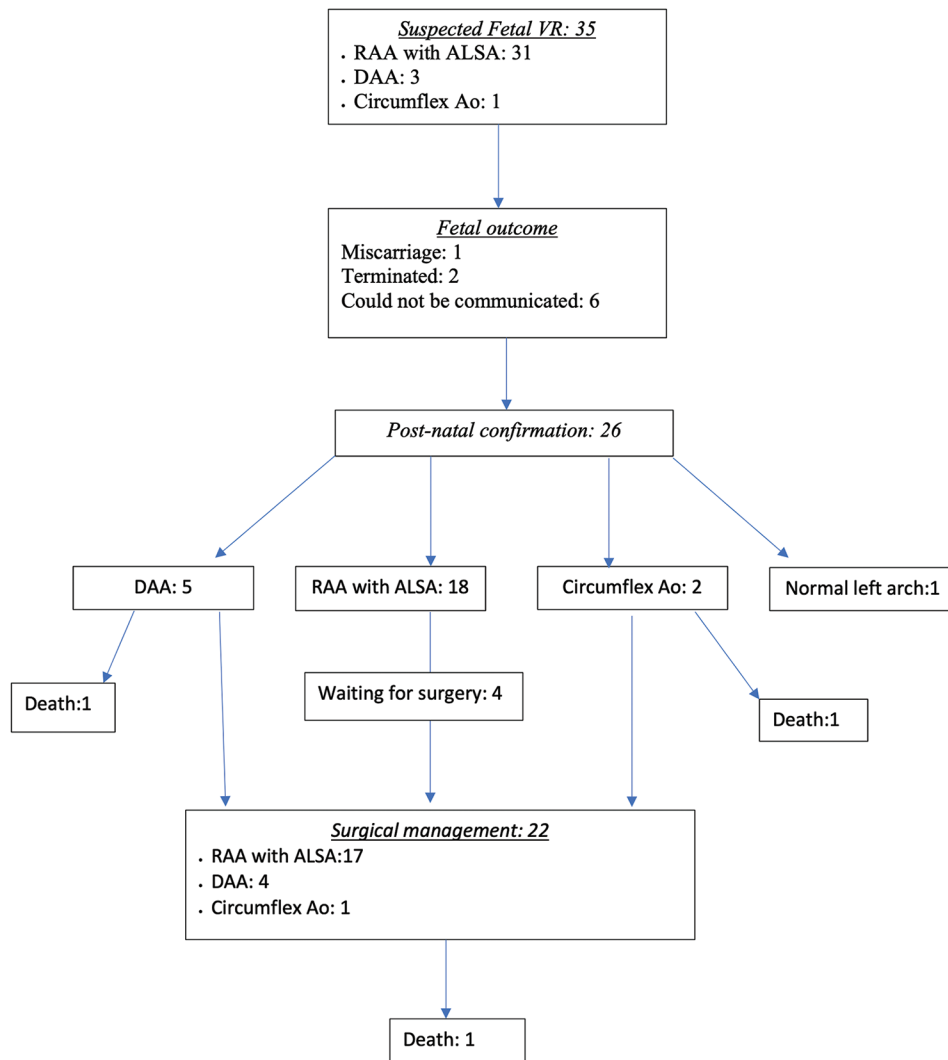 Suspected Fetal VR: 35
. RAA with ALSA: 31
. DAA: 3
. Circumflex Ao: 1
Fetal outcome
Miscarriage: 1
Terminated: 2
Could not be communicated: 6
Post-natal confirmation: 26
DAA: 5
RAA with ALSA: 18
Circumflex Ao: 2
Normal left arch:1
Death:1
Waiting for surgery: 4
Death:1
Surgical management: 22
. RAA with ALSA:17
. DAA: 4
. Circumflex Ao: 1
Death: 1